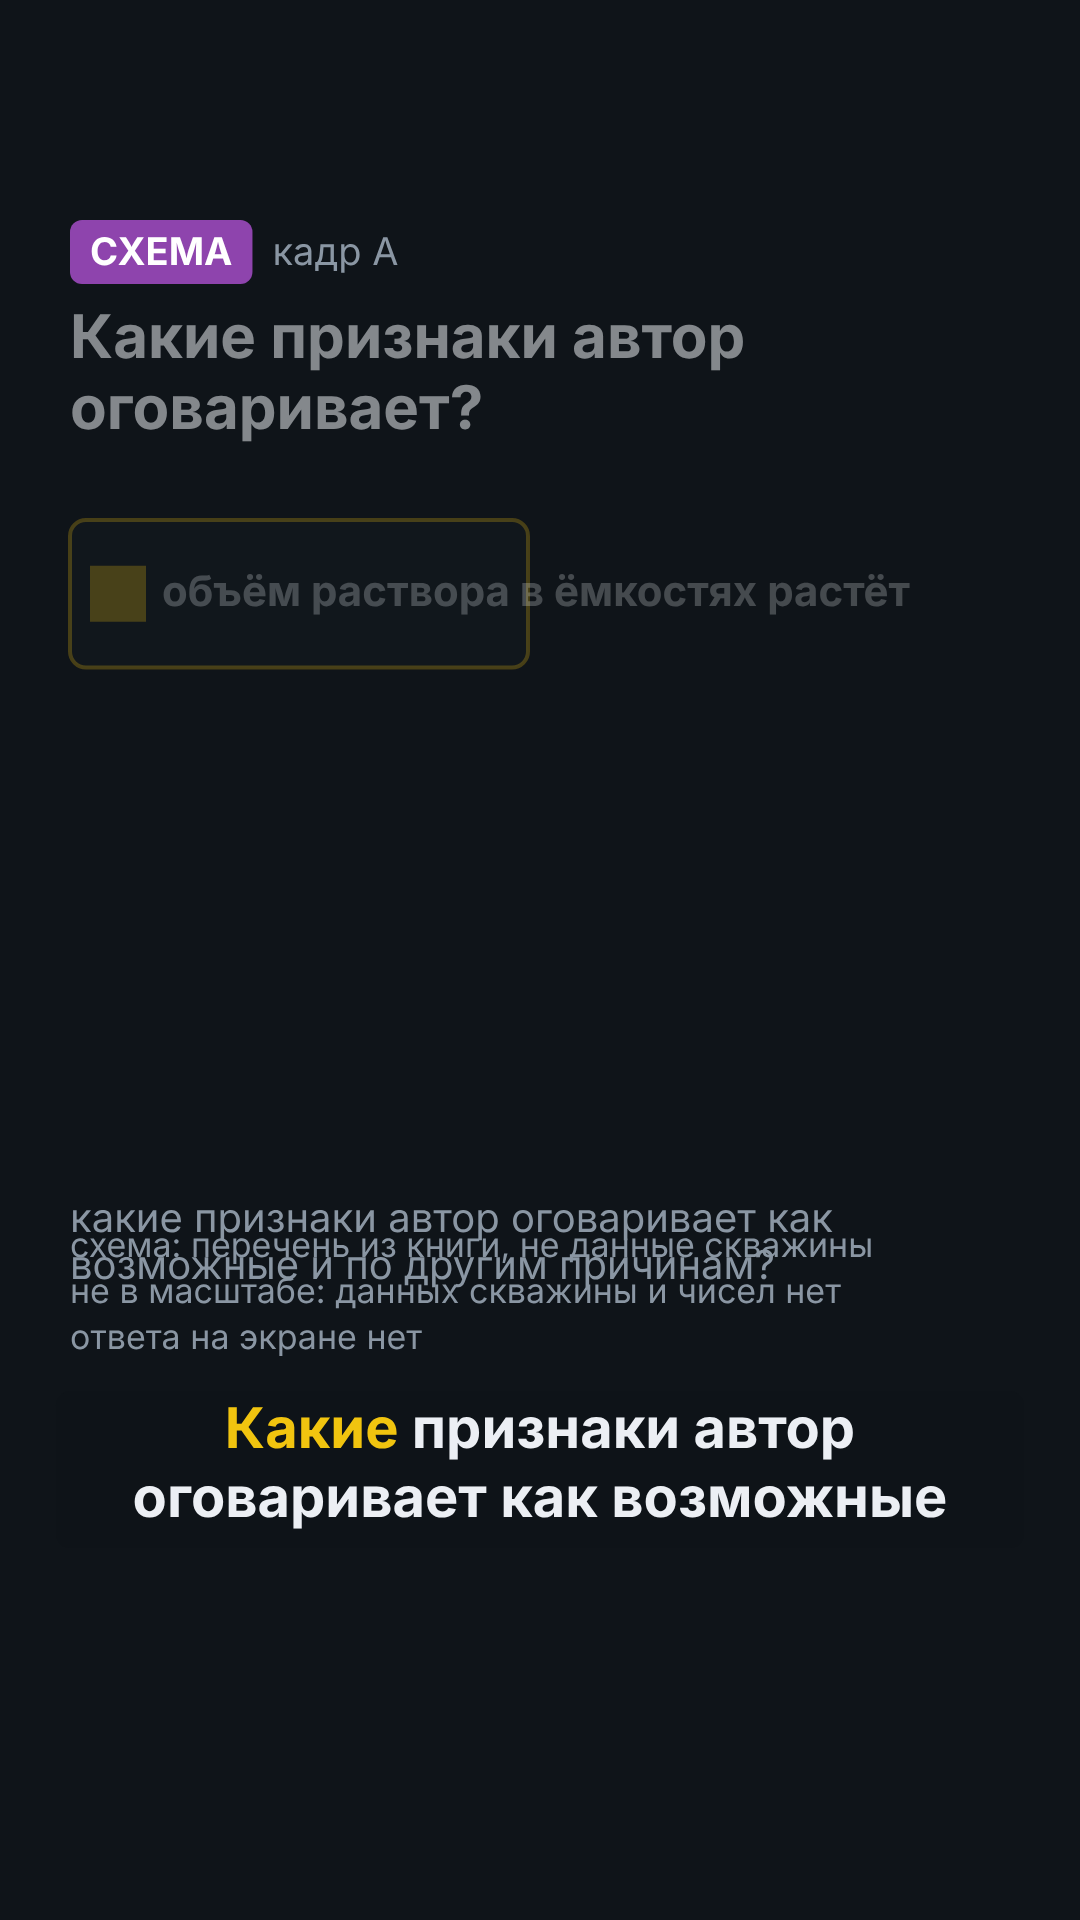 СХЕМА кадр А
Какие признаки автор
оговаривает?
объём раствора в ёмкостях растёт
какие признаки автор оговаривает как
схема: перечень из книги, не данные скважины
возможные и по другим причинам?
не в масштабе: данных скважины и чисел нет
ответа на экране нет
Какие признаки автор
оговаривает как возможные